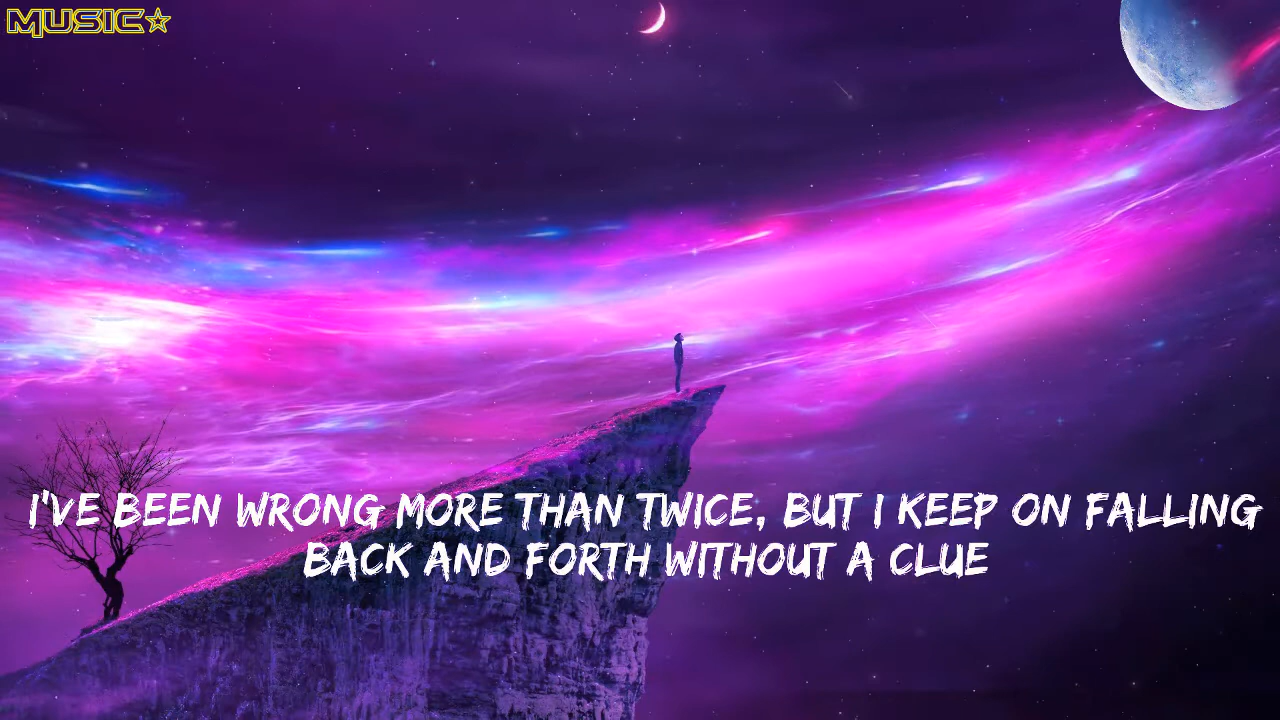 MUSIC☆
I'VE BEEN WRONG MORE THAN TWICE, BUT I KEEP ON FALLING
BACK AND FORTH WITHOUT A CLUE